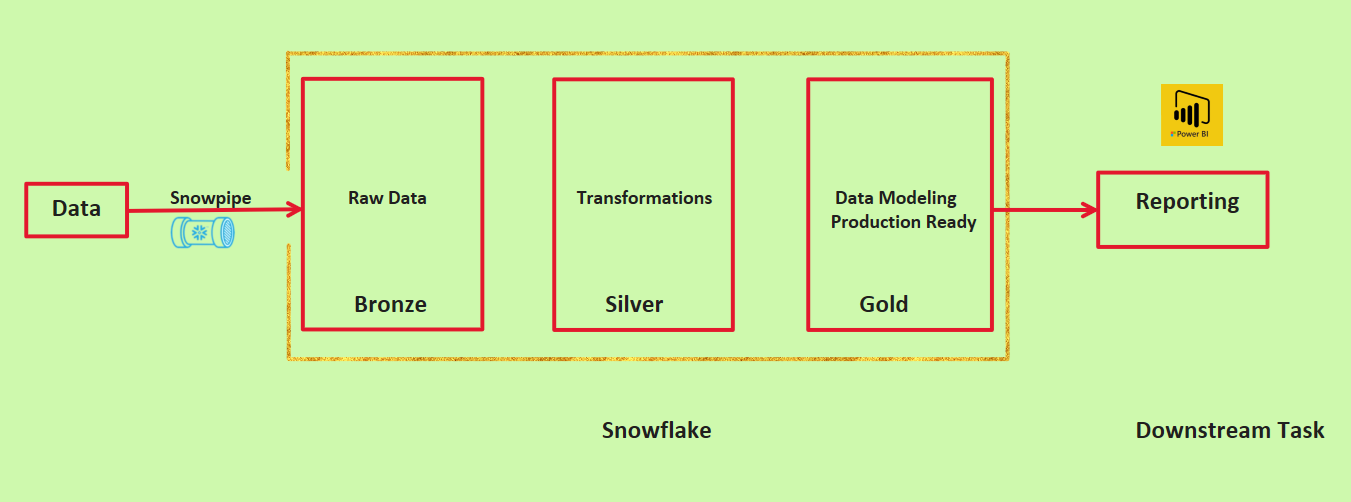 Data
Snowpipe
Raw Data
Bronze
Transformations
Silver
Data Modeling
Production Ready
Gold
Power BI
Reporting
Snowflake
Downstream Task